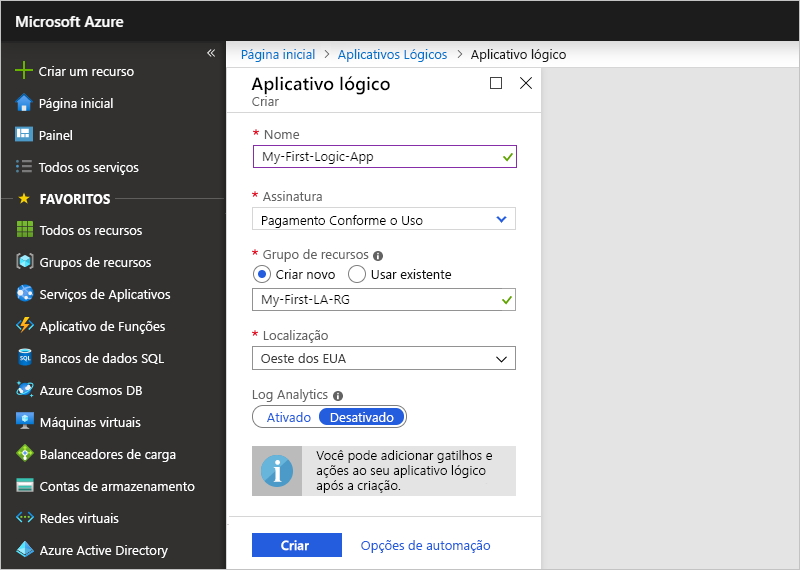 Microsoft Azure
«
Criar um recurso
Página inicial
Painel
Todos os serviços
FAVORITOS
Todos os recursos
Grupos de recursos
Serviços de Aplicativos
Aplicativo de Funções
SQL
Bancos de dados SQL
Azure Cosmos DB
Máquinas virtuais
Balanceadores de carga
Contas de armazenamento
Redes virtuais
Azure Active Directory
Página inicial > Aplicativos Lógicos > Aplicativo lógico
Aplicativo lógico
Criar
* Nome
My-First-Logic-App
* Assinatura
Pagamento Conforme o Uso
* Grupo de recursos
Criar novo Usar existente
My-First-LA-RG
* Localização
Oeste dos EUA
Log Analytics
Ativado Desativado
Você pode adicionar gatilhos e
ações ao seu aplicativo lógico
após a criação.
Criar Opções de automação